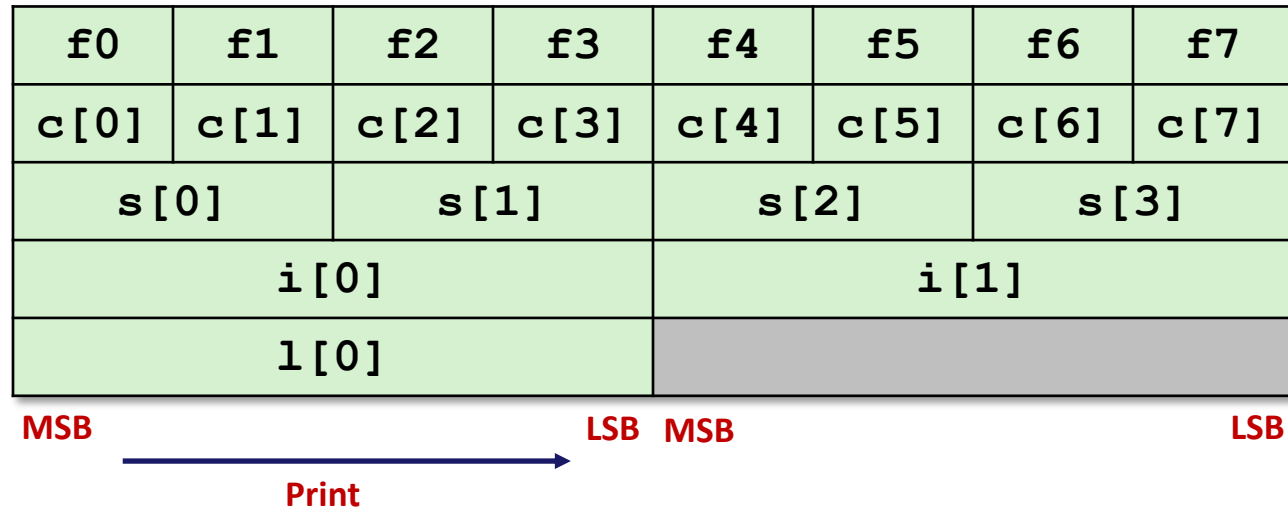 f0 f1 f2 f3 f4 f5 f6 f7
c[0] c[1] c[2] c[3] c[4] c[5] c[6] c[7]
s[0] s[1] s[2] s[3]
i[0] i[1]
l[0]
MSB LSB MSB LSB
Print